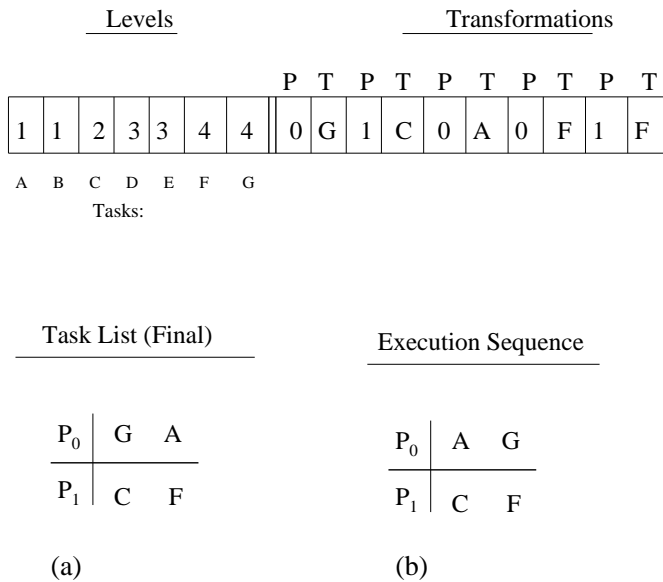 Levels Transformations
P T P T P T P T P T
1 1 2 3 3 4 4 0 G 1 C 0 A 0 F 1 F
A B C D E F G
Tasks:
Task List (Final) Execution Sequence
P0 G A P0 A G
P1 C F P1 C F
(a) (b)